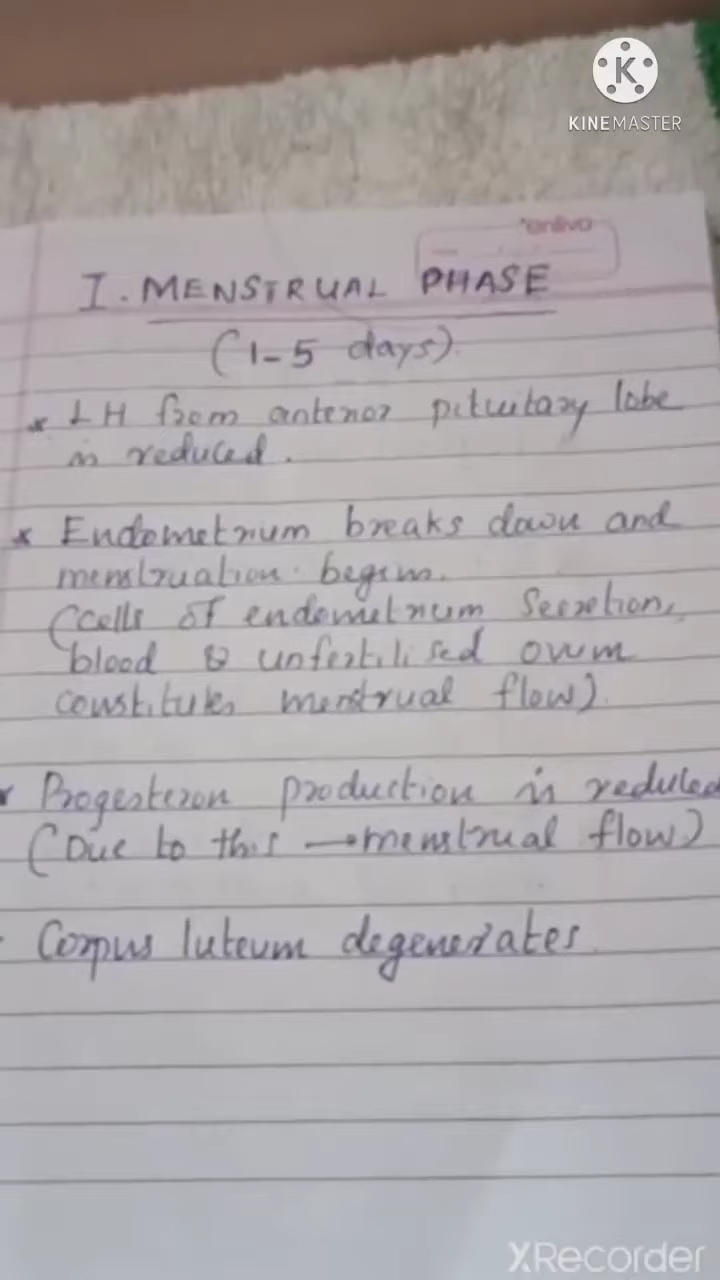 KINEMASTER
I. MENSTRUAL PHASE
(1-5 days)
* LH from anterior pituitary lobe
is reduced.
* Endometrium breaks down and
menstruation begins.
(cells of endometrium secretion,
blood & unfertilised ovum
constitutes menstrual flow).
* Progesteron production is reduced
(Due to this → menstrual flow)
Corpus luteum degenerates.
XRecorder